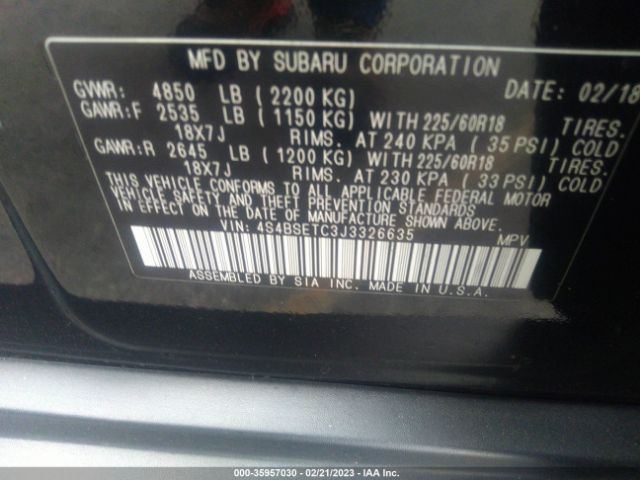 MFD BY SUBARU CORPORATION
GVWR: 4850 LB (2200 KG) DATE: 02/18
GAWR:F 2535 LB (1150 KG) WITH 225/60R18 TIRES.
18X7J RIMS. AT 240 KPA (35 PSI) COLD
GAWR:R 2645 LB (1200 KG) WITH 225/60R18 TIRES.
18X7J RIMS. AT 230 KPA (33 PSI) COLD
THIS VEHICLE CONFORMS TO ALL APPLICABLE FEDERAL MOTOR
VEHICLE SAFETY AND THEFT PREVENTION STANDARDS
IN EFFECT ON THE DATE OF MANUFACTURE SHOWN ABOVE.
VIN: 4S4BSETC3J3326635 MPV
ASSEMBLED BY SIA INC. MADE IN U.S.A.
000-35957030 - 02/21/2023 - IAA Inc.